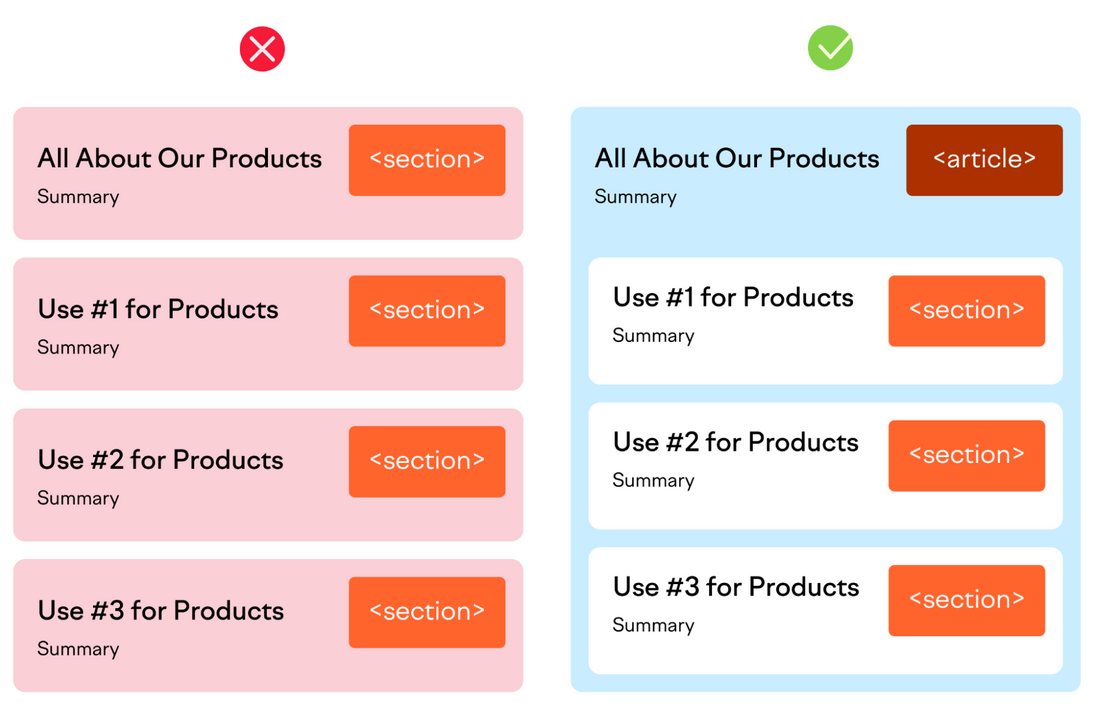 All About Our Products
<section>
Summary
Use #1 for Products
<section>
Summary
Use #2 for Products
<section>
Summary
Use #3 for Products
<section>
Summary
All About Our Products
<article>
Summary
Use #1 for Products
<section>
Summary
Use #2 for Products
<section>
Summary
Use #3 for Products
<section>
Summary